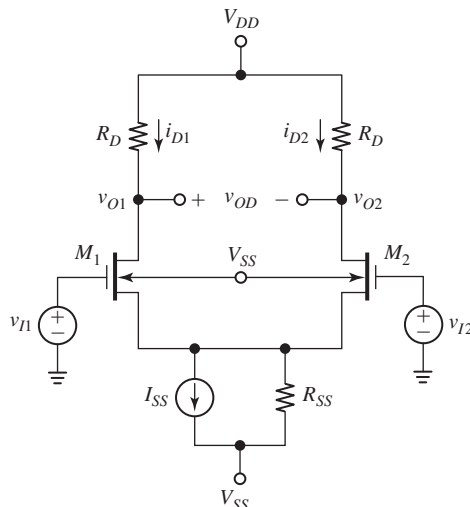 V_DD
R_D i_D1 i_D2 R_D
v_O1 + v_OD − v_O2
M_1 V_SS M_2
v_I1 + − + − v_I2
I_SS R_SS
V_SS